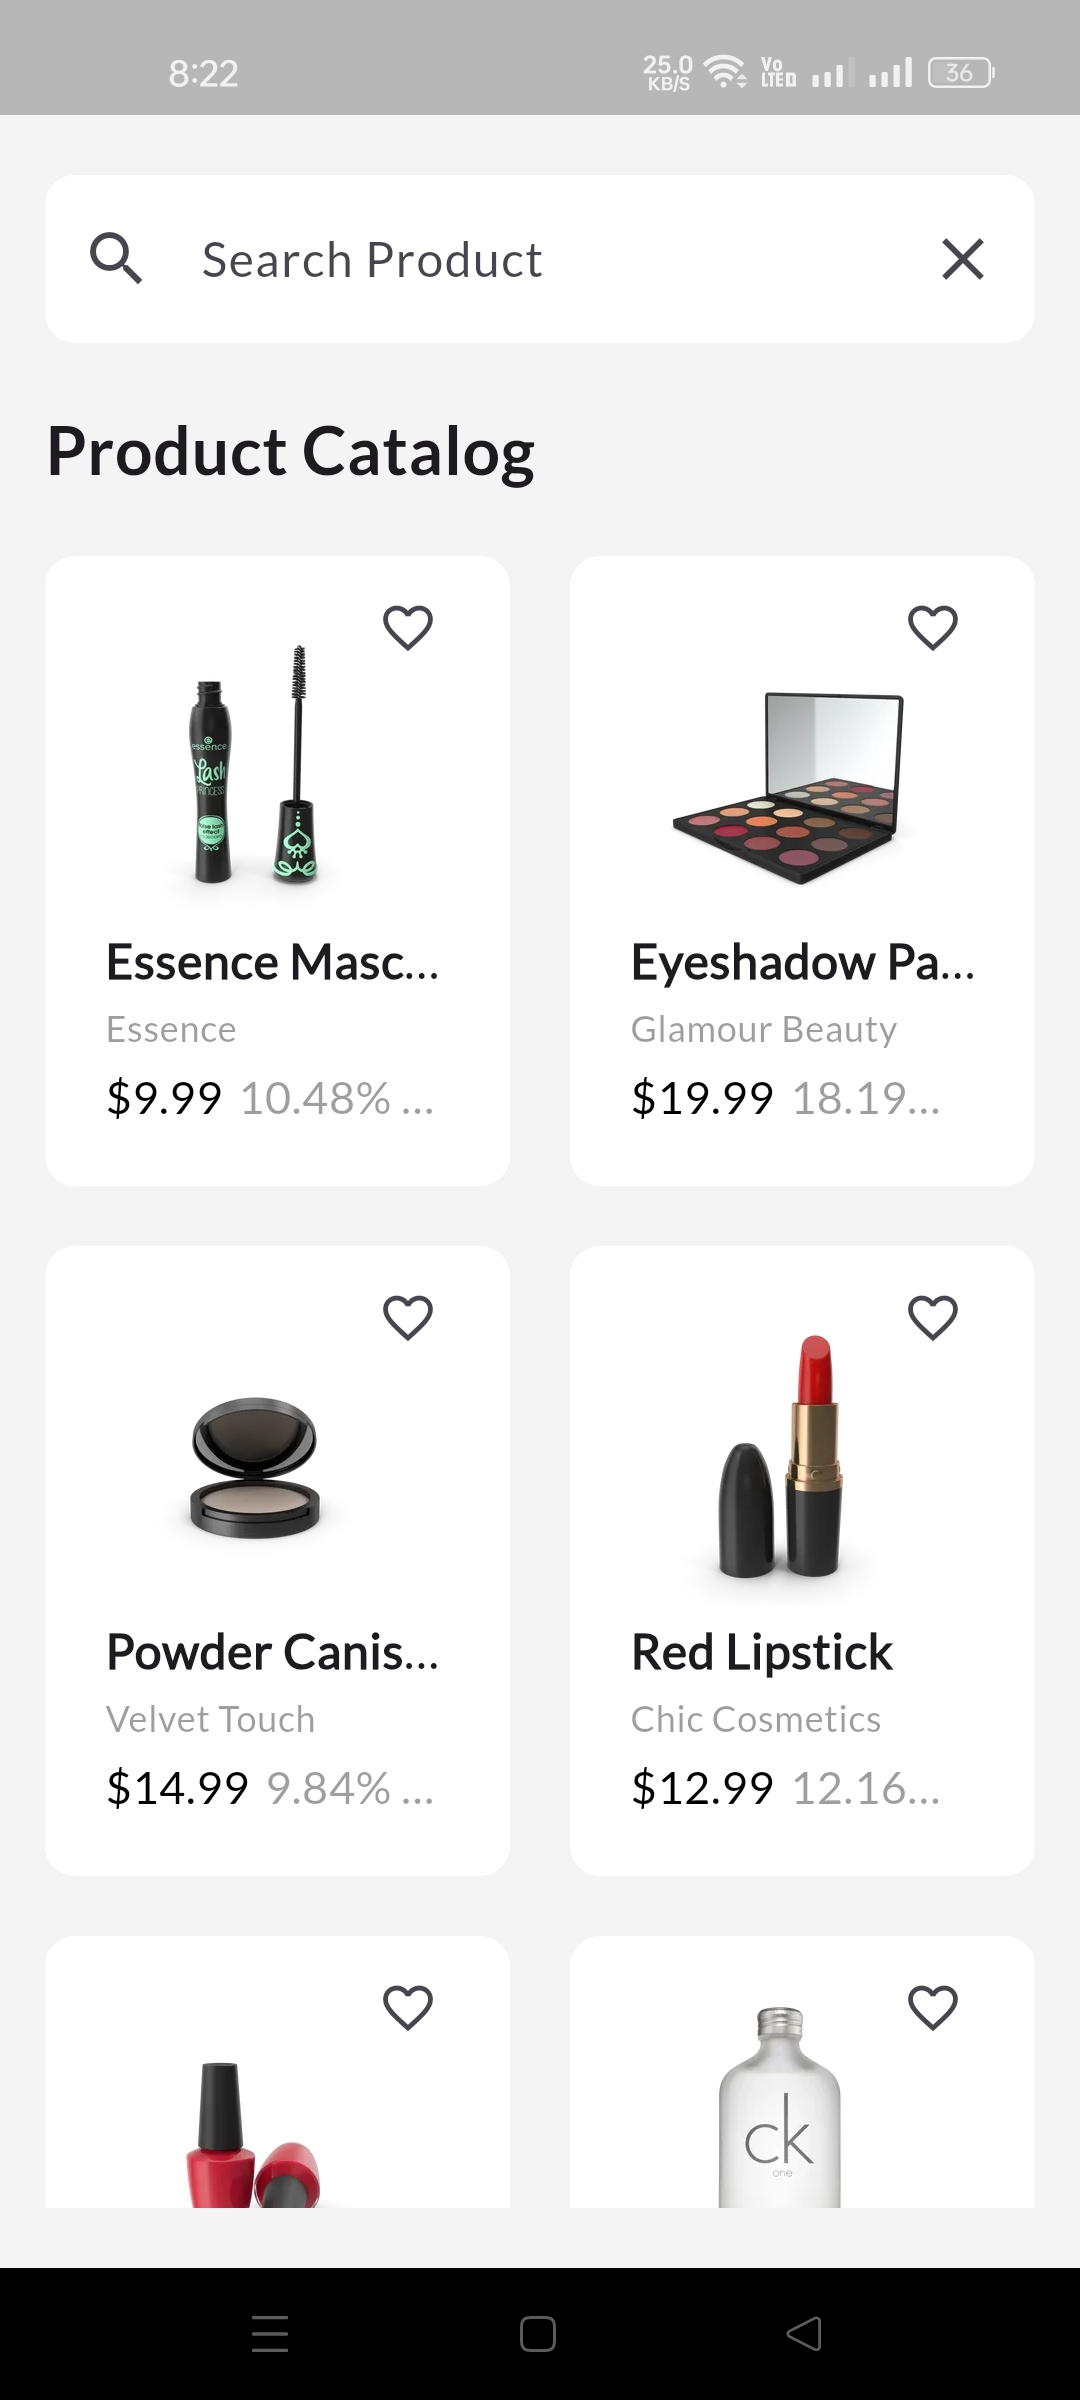 8:22
25.0
KB/S
Vo
LTE
36
Search Product
Product Catalog
essence
Lash
PRINCESS
Essence Masc...
Eyeshadow Pa...
Essence
Glamour Beauty
$9.99 10.48% ...
$19.99 18.19...
Powder Canis...
Red Lipstick
Velvet Touch
Chic Cosmetics
$14.99 9.84% ...
$12.99 12.16...
ck
one